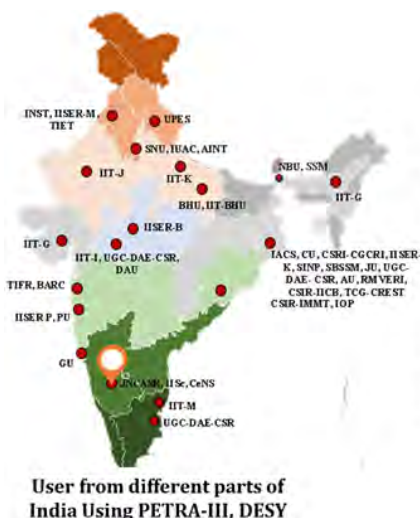 INST, IISER-M,
TIET
UPES
SNU, IUAC, AINT
IIT-J
IIT-K
NBU, SSM
IIT-G
BHU, IIT-BHU
IISER-B
IIT-G
IIT-I, UGC-DAE-CSR,
DAU
IACS, CU, CSRI-CGCRI, IISER-
K, SINP, SBSSM, JU, UGC-
DAE- CSR, AU, RMVERI,
CSIR-IICB, TCG-CREST
CSIR-IMMT, IOP
TIFR, BARC
IISER P, PU
GU
JNCASR, IISc, CeNS
IIT-M
UGC-DAE-CSR
User from different parts of
India Using PETRA-III, DESY